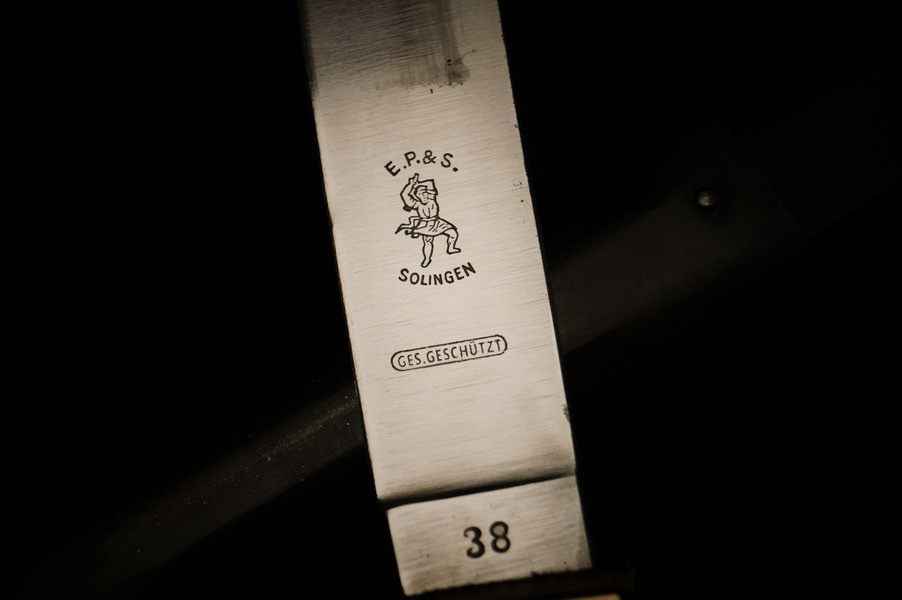 E.P.&S.
SOLINGEN
GES.GESCHÜTZT
38